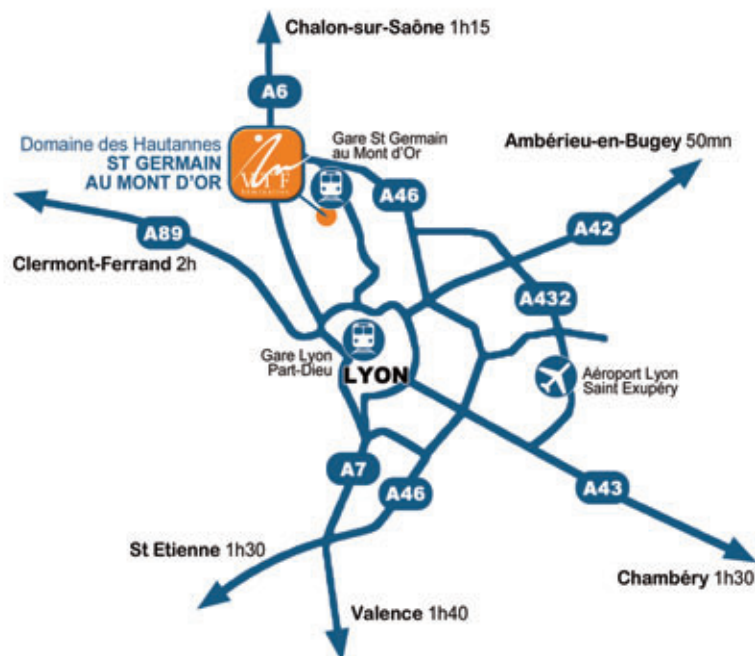 Chalon-sur-Saône 1h15
A6
Domaine des Hautannes
ST GERMAIN
AU MONT D'OR
Gare St Germain
au Mont d'Or
Ambérieu-en-Bugey 50mn
A46
A89
A42
Clermont-Ferrand 2h
A432
Gare Lyon
Part-Dieu
LYON
Aéroport Lyon
Saint Exupéry
A7
A46
A43
St Etienne 1h30
Chambéry 1h30
Valence 1h40